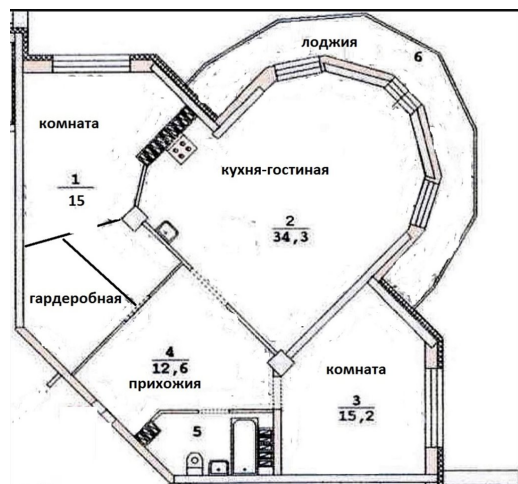 лоджия
6
комната
1
15
кухня-гостиная
2
34,3
гардеробная
4
12,6
прихожия
комната
3
15,2
5